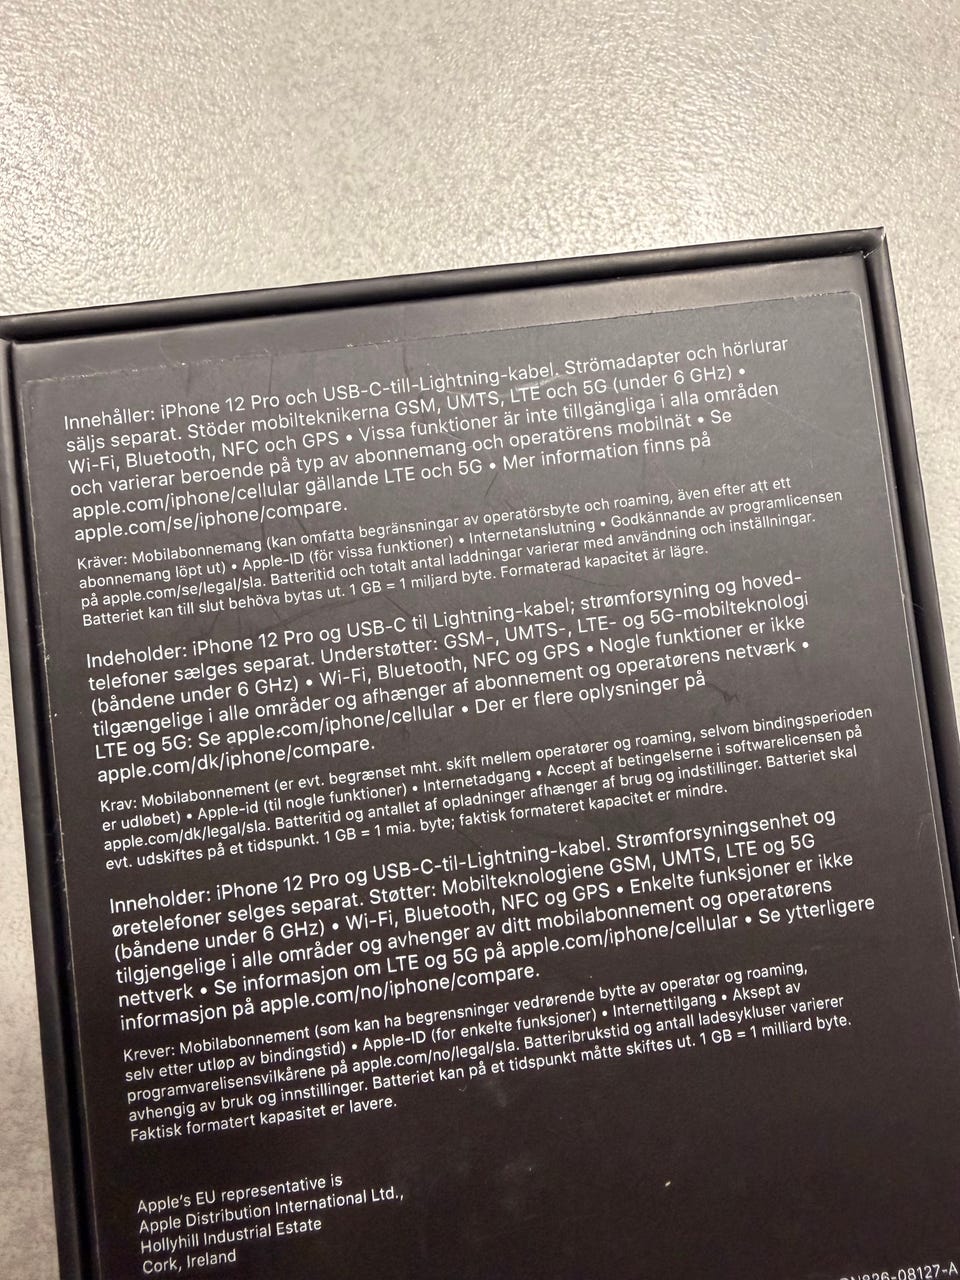 Innehåller: iPhone 12 Pro och USB-C-till-Lightning-kabel. Strömadapter och hörlurar
säljs separat. Stöder mobilteknikerna GSM, UMTS, LTE och 5G (under 6 GHz) •
Wi-Fi, Bluetooth, NFC och GPS • Vissa funktioner är inte tillgängliga i alla områden
och varierar beroende på typ av abonnemang och operatörens mobilnät • Se
apple.com/iphone/cellular gällande LTE och 5G • Mer information finns på
apple.com/se/iphone/compare.
Kräver: Mobilabonnemang (kan omfatta begränsningar av operatörsbyte och roaming, även efter att ett
abonnemang löpt ut) • Apple-ID (för vissa funktioner) • Internetanslutning • Godkännande av programlicensen
på apple.com/se/legal/sla. Batteritid och totalt antal laddningar varierar med användning och inställningar.
Batteriet kan till slut behöva bytas ut. 1 GB = 1 miljard byte. Formaterad kapacitet är lägre.
Indeholder: iPhone 12 Pro og USB-C til Lightning-kabel; strømforsyning og hoved-
telefoner sælges separat. Understøtter: GSM-, UMTS-, LTE- og 5G-mobilteknologi
(båndene under 6 GHz) • Wi-Fi, Bluetooth, NFC og GPS • Nogle funktioner er ikke
tilgængelige i alle områder og afhænger af abonnement og operatørens netværk •
LTE og 5G: Se apple.com/iphone/cellular • Der er flere oplysninger på
apple.com/dk/iphone/compare.
Krav: Mobilabonnement (er evt. begrænset mht. skift mellem operatører og roaming, selvom bindingsperioden
er udløbet) • Apple-id (til nogle funktioner) • Internetadgang • Accept af betingelserne i softwarelicensen på
apple.com/dk/legal/sla. Batteritid og antallet af opladninger afhænger af brug og indstillinger. Batteriet skal
evt. udskiftes på et tidspunkt. 1 GB = 1 mia. byte; faktisk formateret kapacitet er mindre.
Inneholder: iPhone 12 Pro og USB-C-til-Lightning-kabel. Strømforsyningsenhet og
øretelefoner selges separat. Støtter: Mobilteknologiene GSM, UMTS, LTE og 5G
(båndene under 6 GHz) • Wi-Fi, Bluetooth, NFC og GPS • Enkelte funksjoner er ikke
tilgjengelige i alle områder og avhenger av ditt mobilabonnement og operatørens
nettverk • Se informasjon om LTE og 5G på apple.com/iphone/cellular • Se ytterligere
informasjon på apple.com/no/iphone/compare.
Krever: Mobilabonnement (som kan ha begrensninger vedrørende bytte av operatør og roaming,
selv etter utløp av bindingstid) • Apple-ID (for enkelte funksjoner) • Internettilgang • Aksept av
programvarelisensvilkårene på apple.com/no/legal/sla. Batteribrukstid og antall ladesykluser varierer
avhengig av bruk og innstillinger. Batteriet kan på et tidspunkt måtte skiftes ut. 1 GB = 1 milliard byte.
Faktisk formatert kapasitet er lavere.
Apple's EU representative is
Apple Distribution International Ltd.,
Hollyhill Industrial Estate
Cork, Ireland